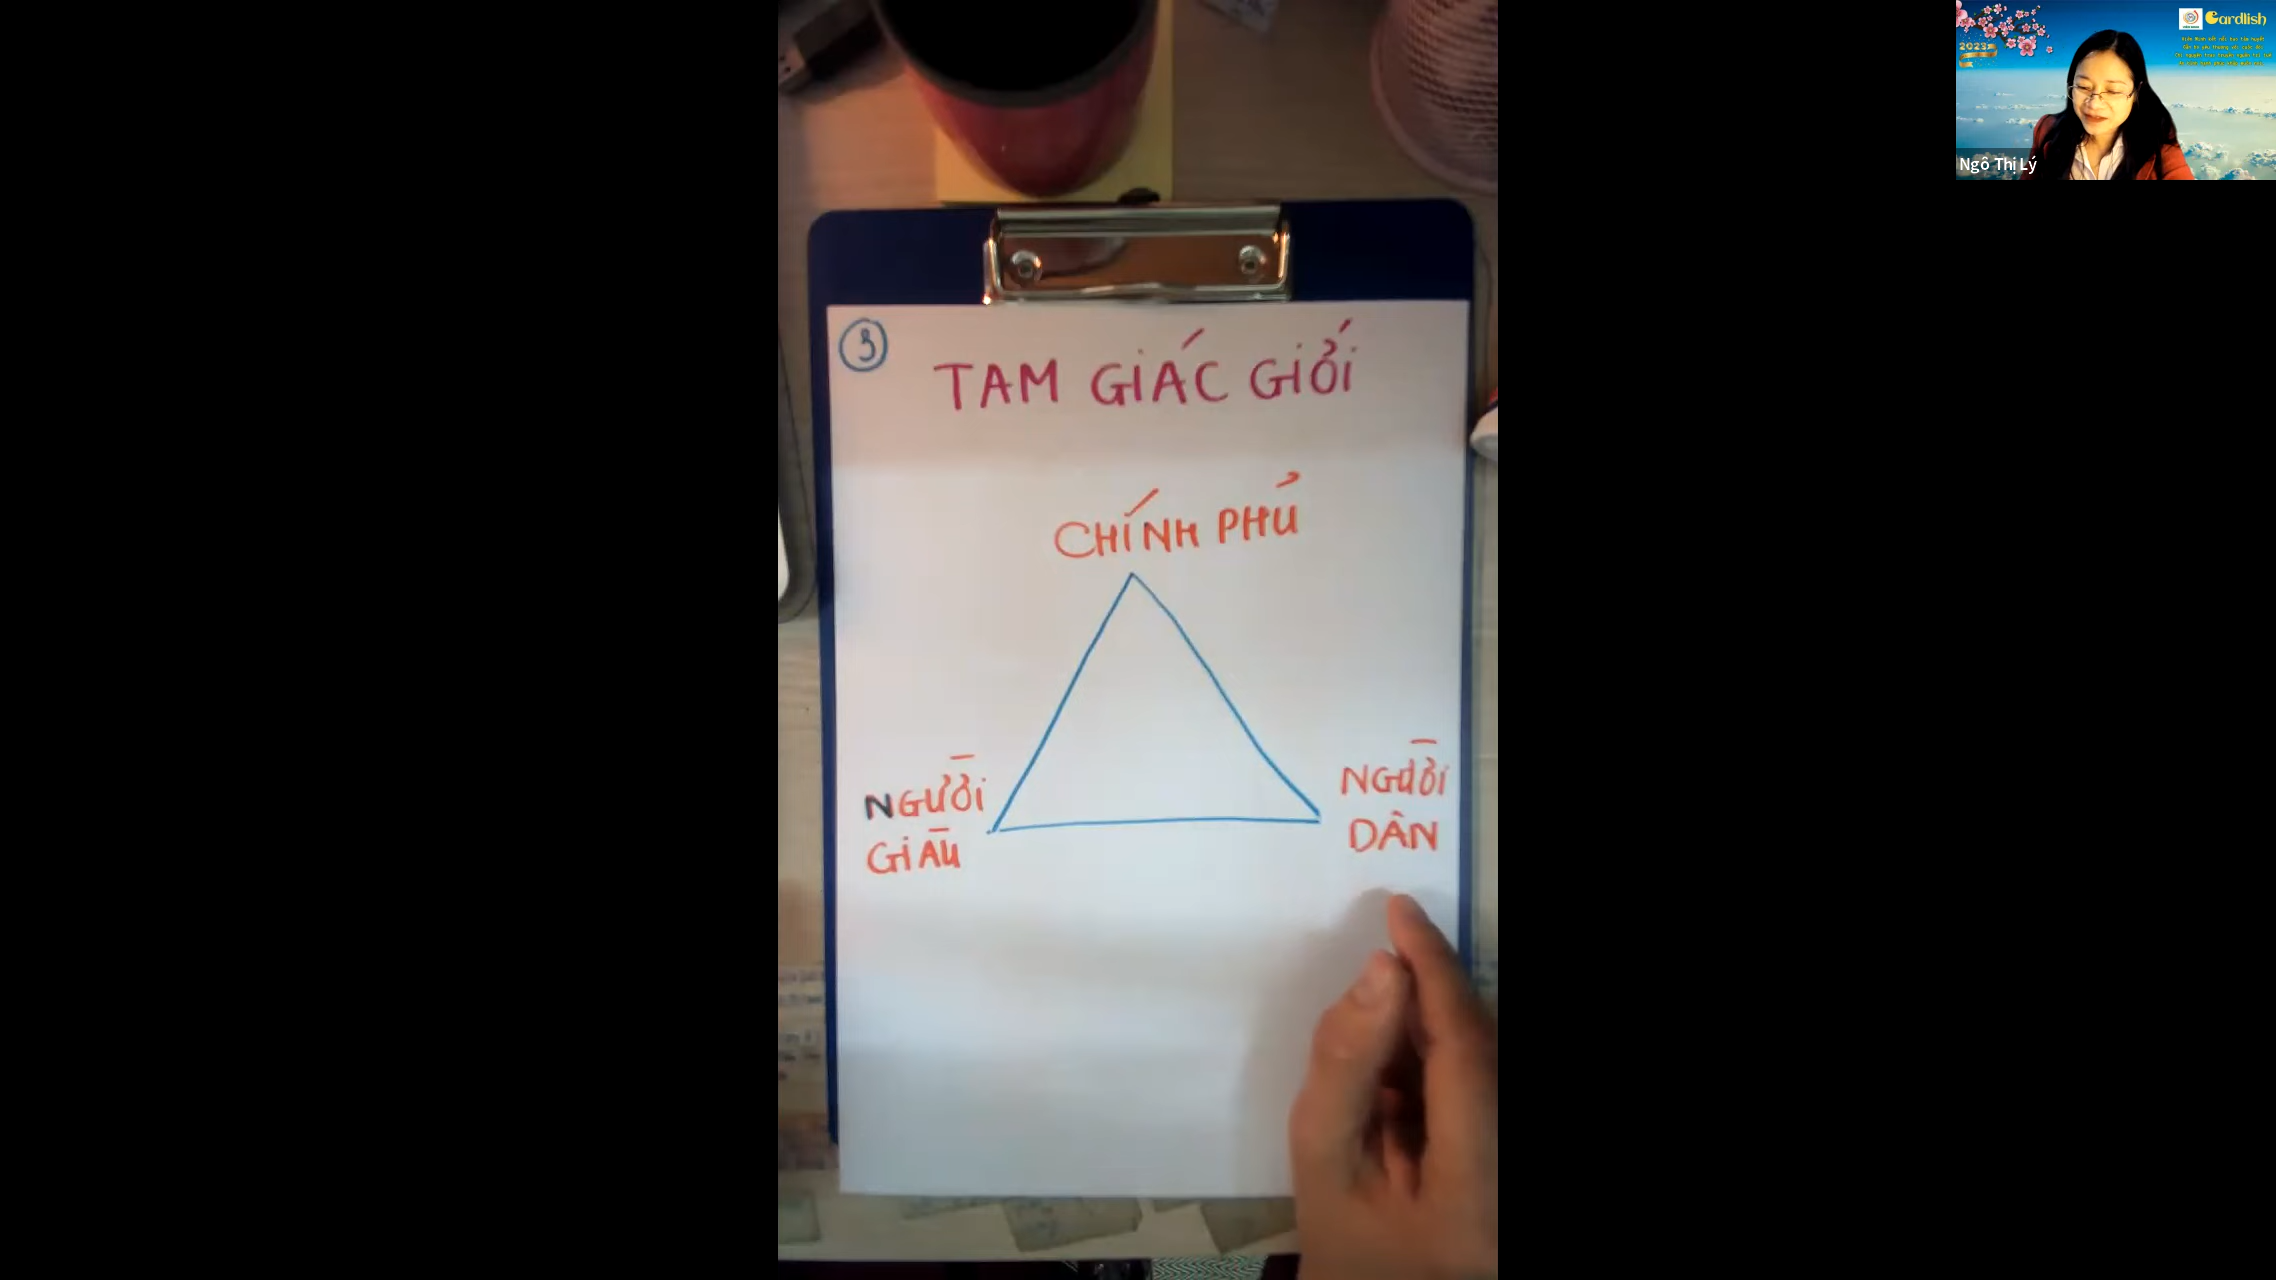 3
TAM GIÁC GIỚI
CHÍNH PHỦ
NGƯỜI
GIÀU
NGƯỜI
DÂN
2023
Cardlish
Ngô Thị Lý